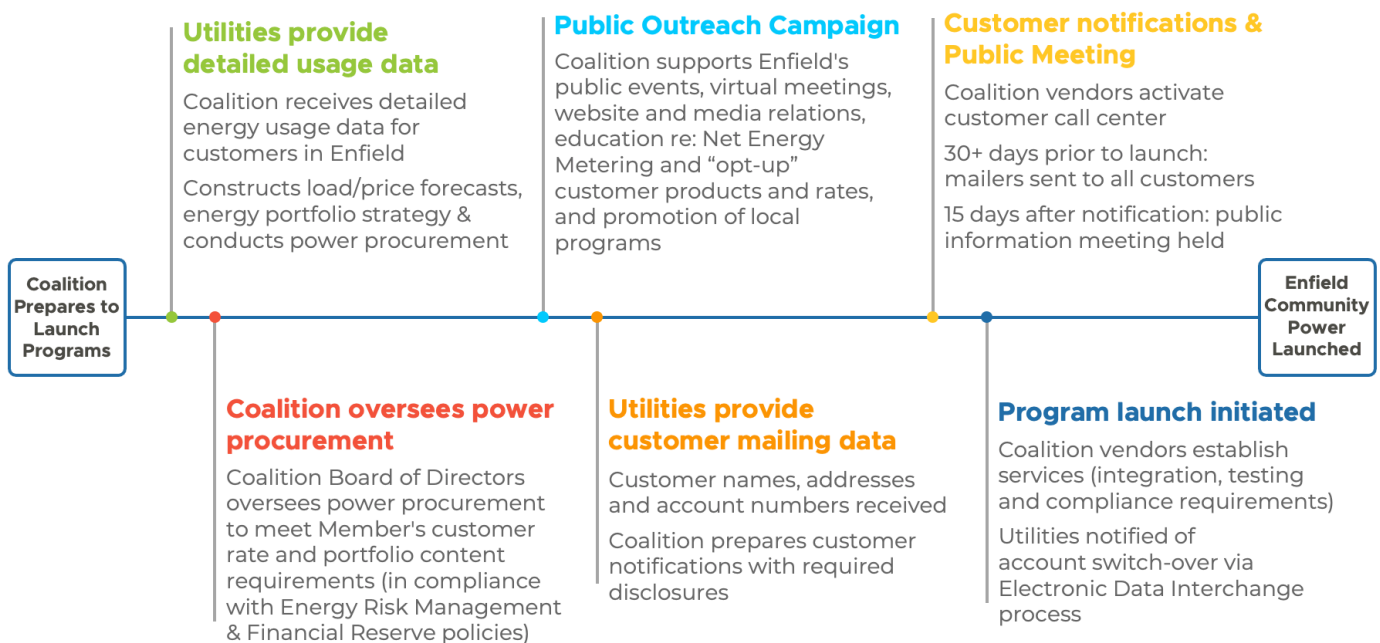 Utilities provide
detailed usage data
Coalition receives detailed
energy usage data for
customers in Enfield
Constructs load/price forecasts,
energy portfolio strategy &
conducts power procurement
Public Outreach Campaign
Coalition supports Enfield's
public events, virtual meetings,
website and media relations,
education re: Net Energy
Metering and “opt-up”
customer products and rates,
and promotion of local
programs
Customer notifications &
Public Meeting
Coalition vendors activate
customer call center
30+ days prior to launch:
mailers sent to all customers
15 days after notification: public
information meeting held
Coalition
Prepares to
Launch
Programs
Enfield
Community
Power
Launched
Coalition oversees power
procurement
Coalition Board of Directors
oversees power procurement
to meet Member's customer
rate and portfolio content
requirements (in compliance
with Energy Risk Management
& Financial Reserve policies)
Utilities provide
customer mailing data
Customer names, addresses
and account numbers received
Coalition prepares customer
notifications with required
disclosures
Program launch initiated
Coalition vendors establish
services (integration, testing
and compliance requirements)
Utilities notified of
account switch-over via
Electronic Data Interchange
process